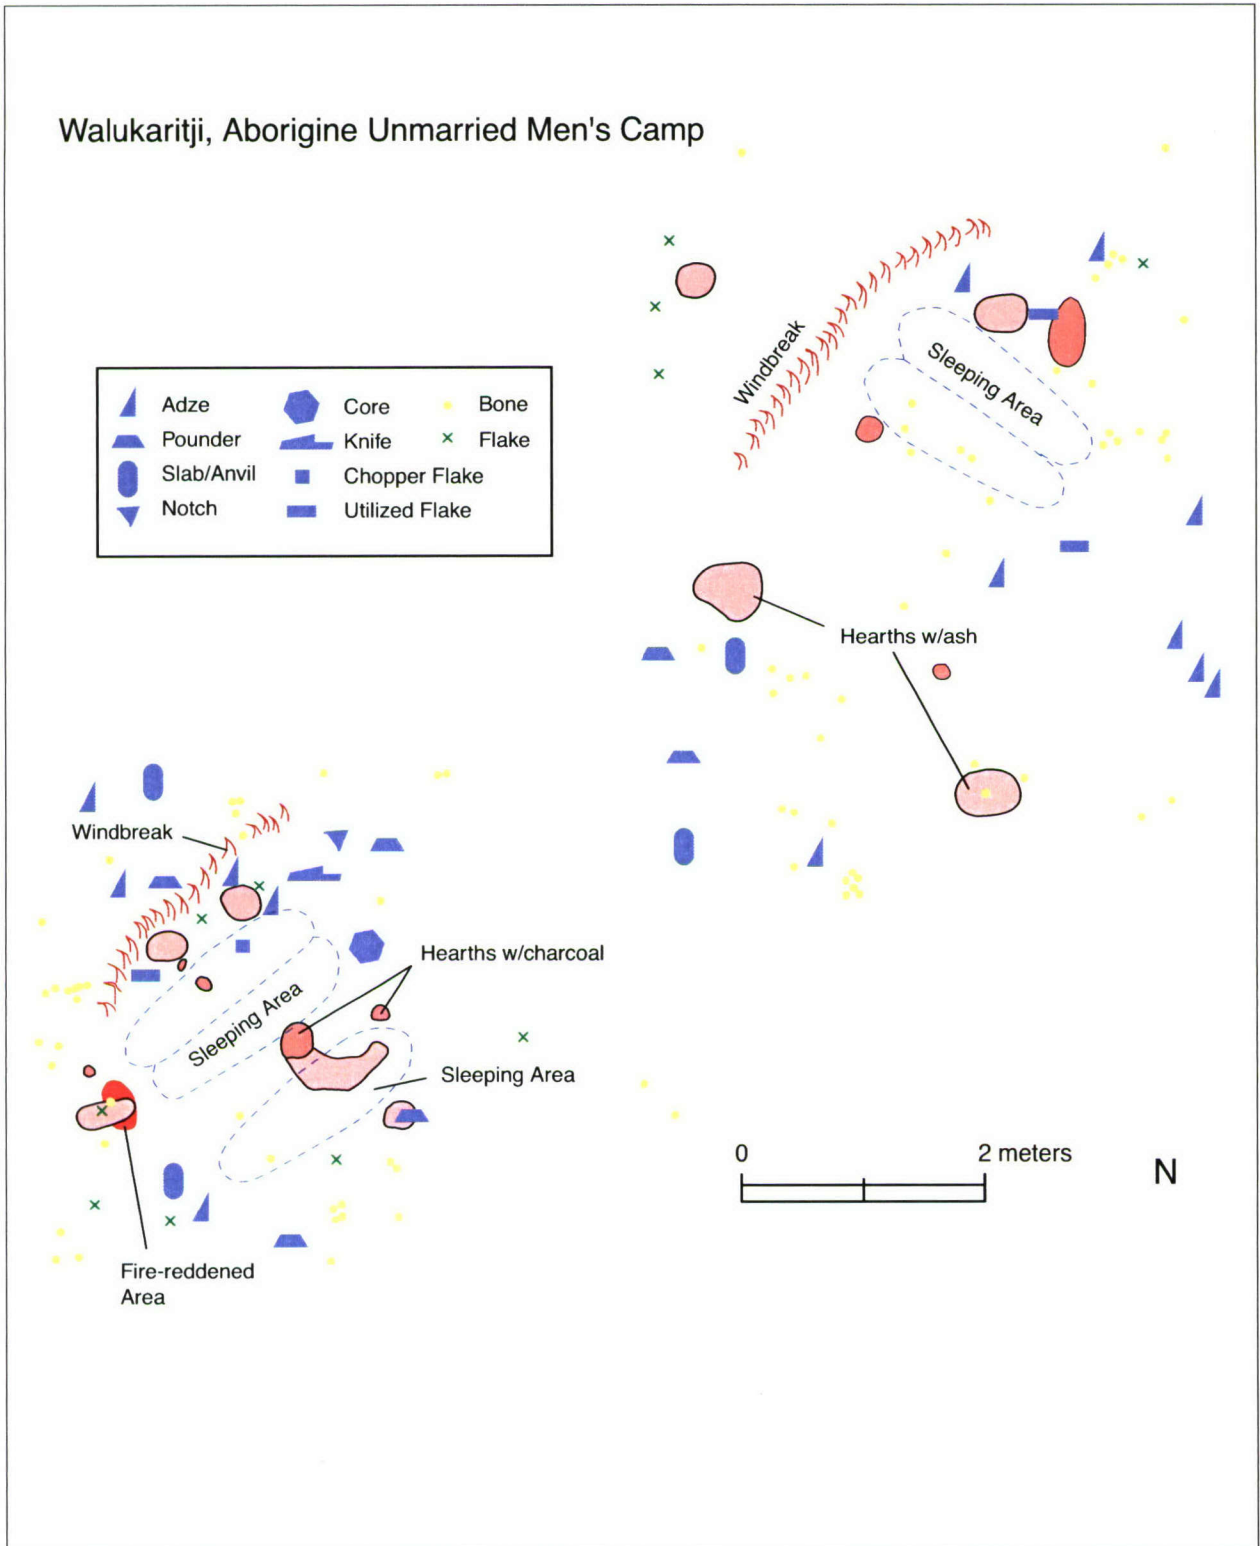 Walukaritji, Aborigine Unmarried Men's Camp
Windbreak
Sleeping Area
Adze
Core
Bone
Pounder
Knife
Flake
Slab/Anvil
Chopper Flake
Notch
Utilized Flake
Hearths w/ash
Windbreak
Hearths w/charcoal
Sleeping Area
Sleeping Area
0
2 meters
N
Fire-reddened
Area